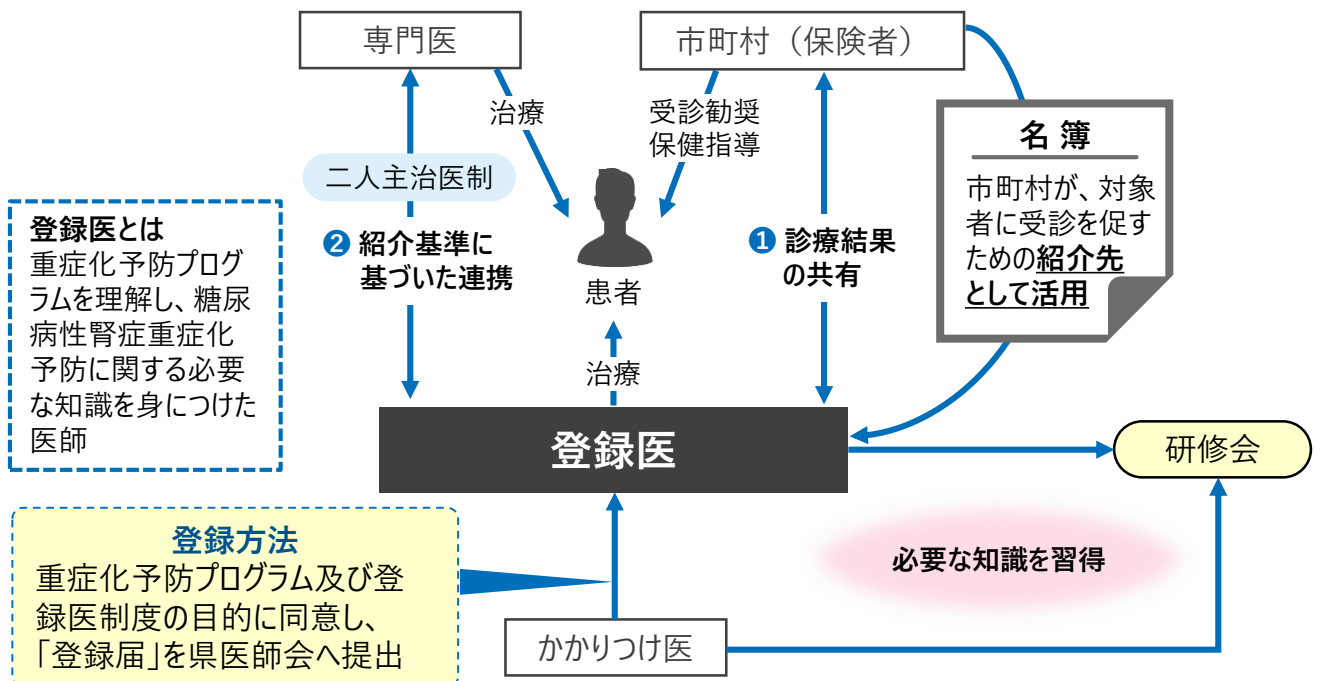 専門医
市町村（保険者）
治療
受診勧奨
保健指導
名 簿
市町村が、対象
者に受診を促す
ための紹介先
として活用
二人主治医制
❷ 紹介基準に
基づいた連携
❶ 診療結果
の共有
患者
治療
登録医とは
重症化予防プログ
ラムを理解し、糖尿
病性腎症重症化
予防に関する必要
な知識を身につけた
医師
登録医
研修会
登録方法
重症化予防プログラム及び登
録医制度の目的に同意し、
「登録届」を県医師会へ提出
必要な知識を習得
かかりつけ医